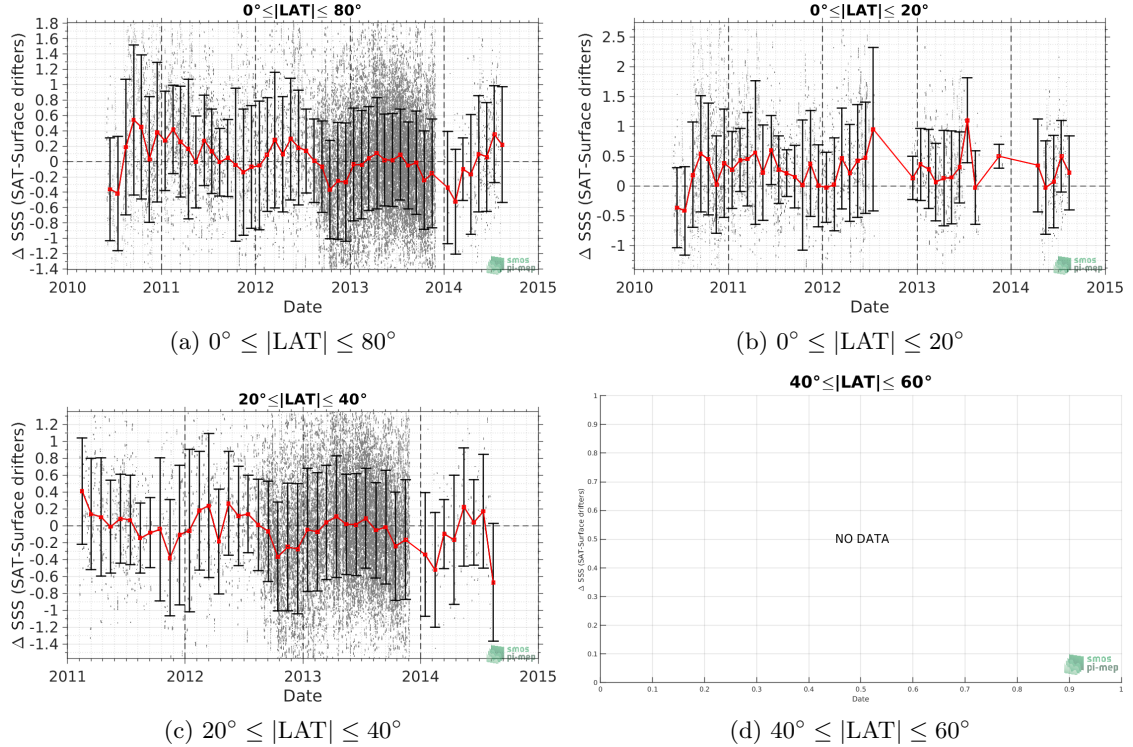 0°≤|LAT|≤ 80°
Δ SSS (SAT-Surface drifters)
1.8
1.6
1.4
1.2
1
0.8
0.6
0.4
0.2
0
-0.2
-0.4
-0.6
-0.8
-1
-1.2
-1.4
2010 2011 2012 2013 2014 2015
Date
smos
pi-mep
(a) 0° ≤ |LAT| ≤ 80°
0°≤|LAT|≤ 20°
Δ SSS (SAT-Surface drifters)
2.5
2
1.5
1
0.5
0
-0.5
-1
2010 2011 2012 2013 2014 2015
Date
smos
pi-mep
(b) 0° ≤ |LAT| ≤ 20°
20°≤|LAT|≤ 40°
Δ SSS (SAT-Surface drifters)
1.2
1
0.8
0.6
0.4
0.2
0
-0.2
-0.4
-0.6
-0.8
-1
-1.2
-1.4
2011 2012 2013 2014 2015
Date
smos
pi-mep
(c) 20° ≤ |LAT| ≤ 40°
40°≤|LAT|≤ 60°
Δ SSS (SAT-Surface drifters)
1
0.9
0.8
0.7
0.6
0.5
0.4
0.3
0.2
0.1
0
NO DATA
0 0.1 0.2 0.3 0.4 0.5 0.6 0.7 0.8 0.9 1
Date
smos
pi-mep
(d) 40° ≤ |LAT| ≤ 60°